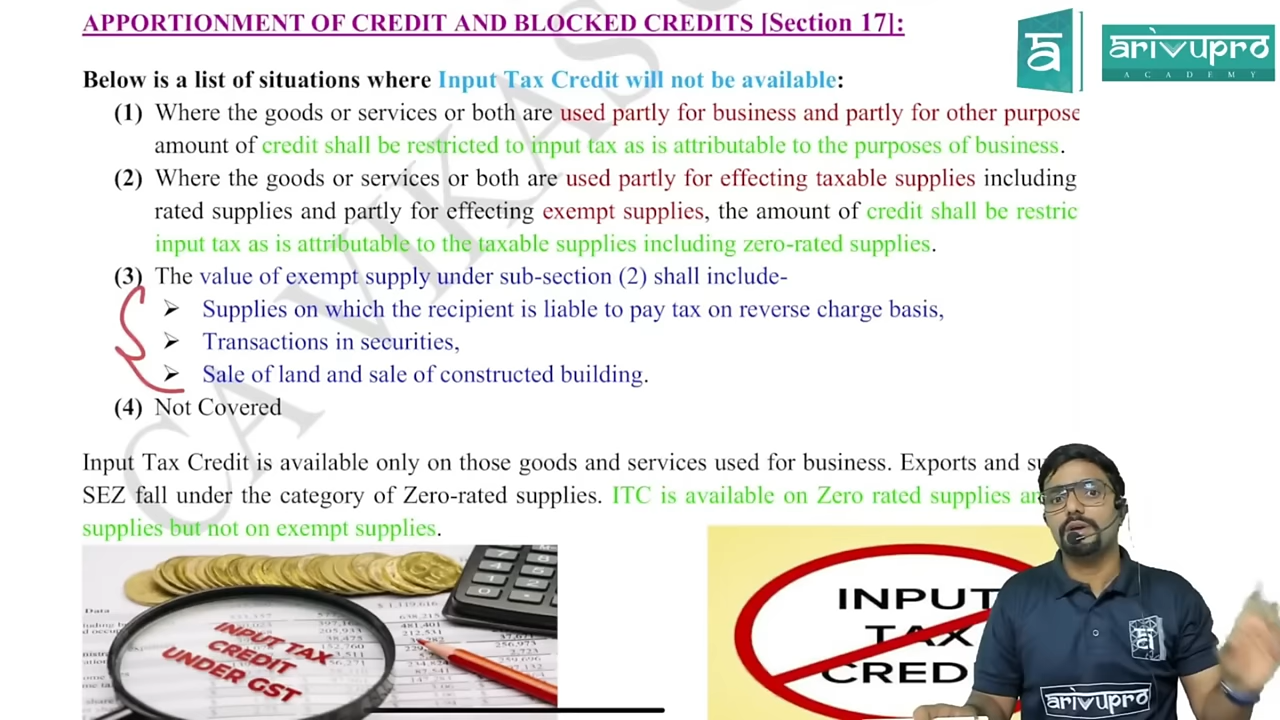 APPORTIONMENT OF CREDIT AND BLOCKED CREDITS [Section 17]:
arivupro
ACADEMY
Below is a list of situations where Input Tax Credit will not be available:
(1) Where the goods or services or both are used partly for business and partly for other purpose
amount of credit shall be restricted to input tax as is attributable to the purposes of business.
(2) Where the goods or services or both are used partly for effecting taxable supplies including
rated supplies and partly for effecting exempt supplies, the amount of credit shall be restric
input tax as is attributable to the taxable supplies including zero-rated supplies.
(3) The value of exempt supply under sub-section (2) shall include-
➤ Supplies on which the recipient is liable to pay tax on reverse charge basis,
➤ Transactions in securities,
➤ Sale of land and sale of constructed building.
(4) Not Covered
Input Tax Credit is available only on those goods and services used for business. Exports and su
SEZ fall under the category of Zero-rated supplies. ITC is available on Zero rated supplies an
supplies but not on exempt supplies.
CA VIKAS
INPUT TAX
CREDIT
UNDER GST
INPUT
TAX
CRED
arivupro